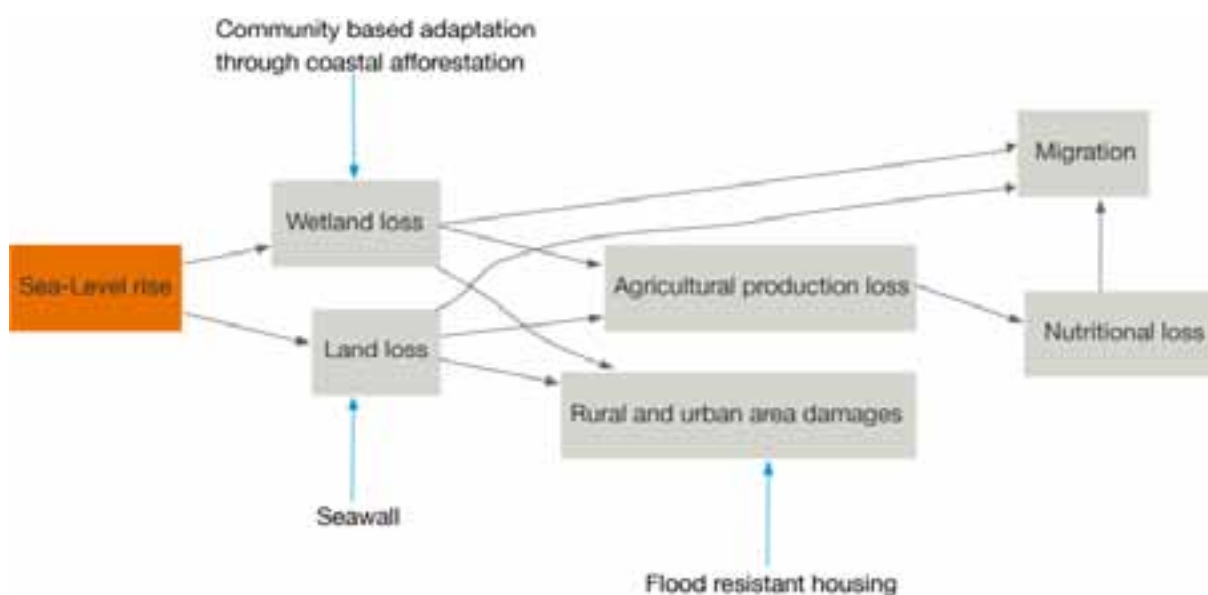 Community based adaptation
through coastal afforestation
Migration
Wetland loss
Sea-Level rise
Agricultural production loss
Land loss
Nutritional loss
Rural and urban area damages
Seawall
Flood resistant housing